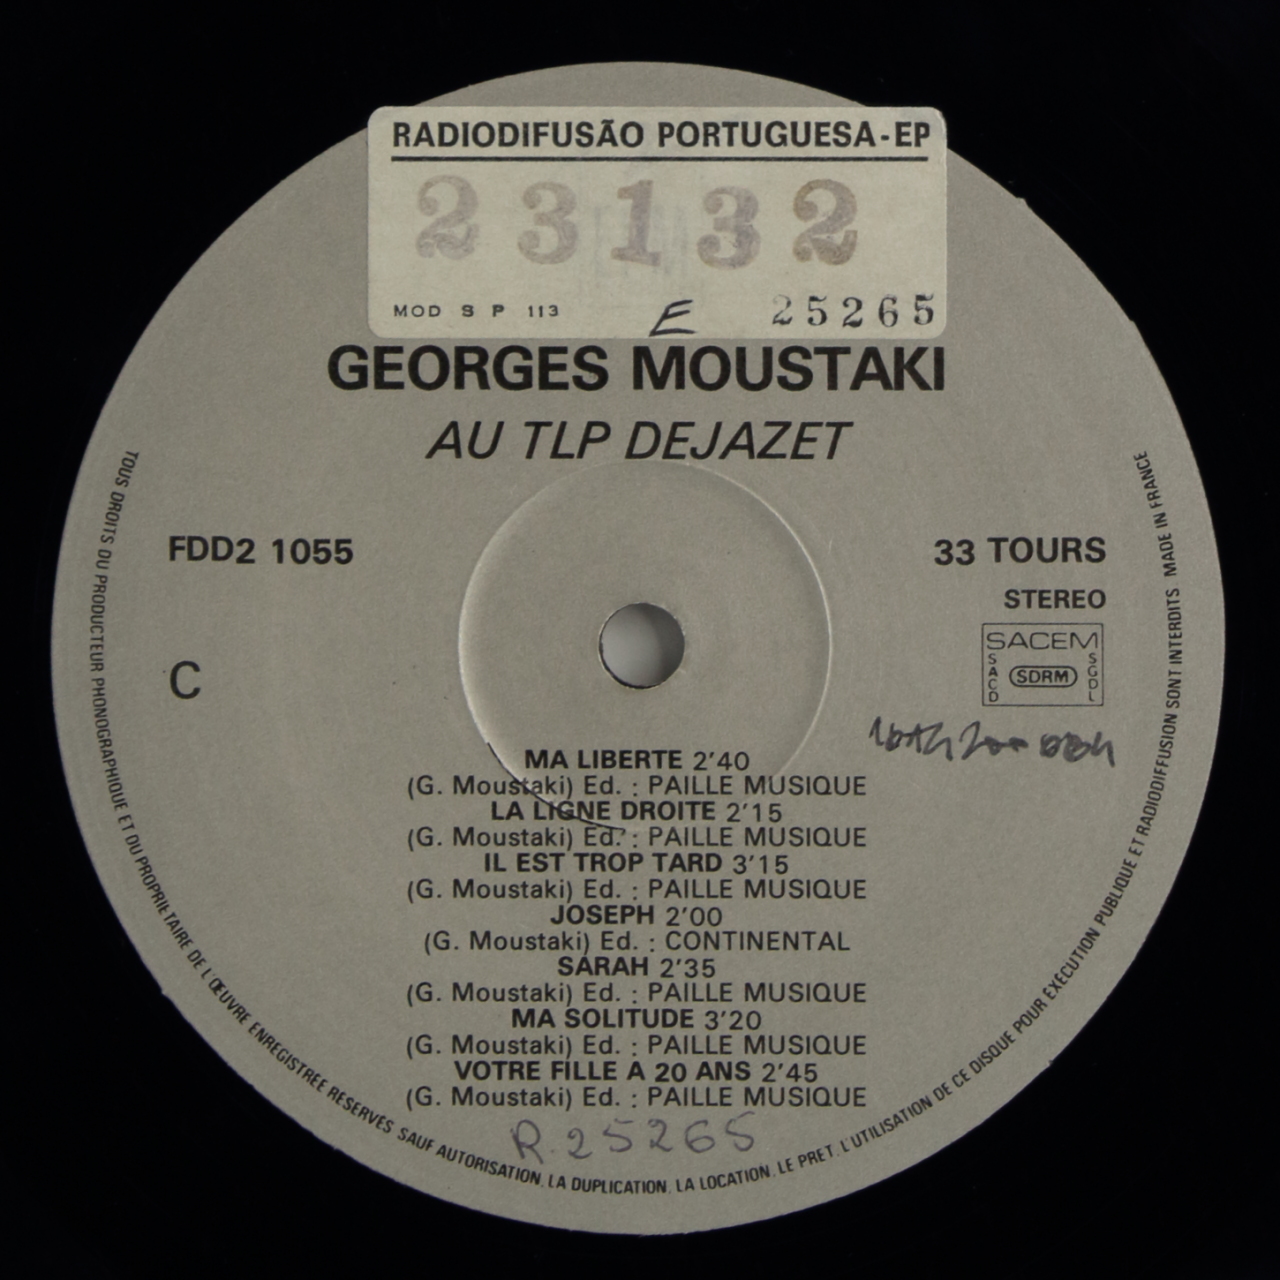 RADIODIFUSÃO PORTUGUESA-EP
23132
MOD S P 113
E
25265
GEORGES MOUSTAKI
AU TLP DEJAZET
FDD2 1055
33 TOURS
STEREO
SACEM
SACD
SDRM
SGDL
C
MA LIBERTE 2'40
(G. Moustaki) Ed. : PAILLE MUSIQUE
LA LIGNE DROITE 2'15
(G. Moustaki) Ed. : PAILLE MUSIQUE
IL EST TROP TARD 3'15
(G. Moustaki) Ed. : PAILLE MUSIQUE
JOSEPH 2'00
(G. Moustaki) Ed. : CONTINENTAL
SARAH 2'35
(G. Moustaki) Ed. : PAILLE MUSIQUE
MA SOLITUDE 3'20
(G. Moustaki) Ed. : PAILLE MUSIQUE
VOTRE FILLE A 20 ANS 2'45
(G. Moustaki) Ed. : PAILLE MUSIQUE
R. 25265
TOUS DROITS DU PRODUCTEUR PHONOGRAPHIQUE ET DU PROPRIETAIRE DE L'ŒUVRE ENREGISTREE RESERVES SAUF AUTORISATION, LA DUPLICATION, LA LOCATION, LE PRET, L'UTILISATION DE CE DISQUE POUR EXECUTION PUBLIQUE ET RADIODIFFUSION SONT INTERDITS MADE IN FRANCE